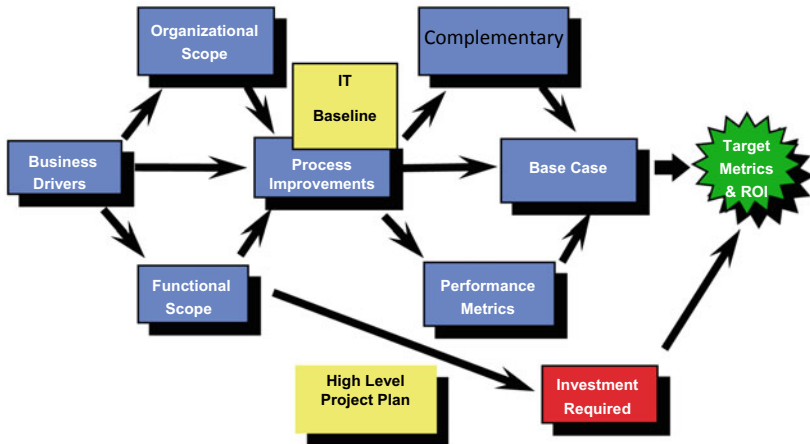 Organizational
Scope
Complementary
IT
Baseline
Business
Drivers
Process
Improvements
Base Case
Target
Metrics
& ROI
Functional
Scope
Performance
Metrics
High Level
Project Plan
Investment
Required